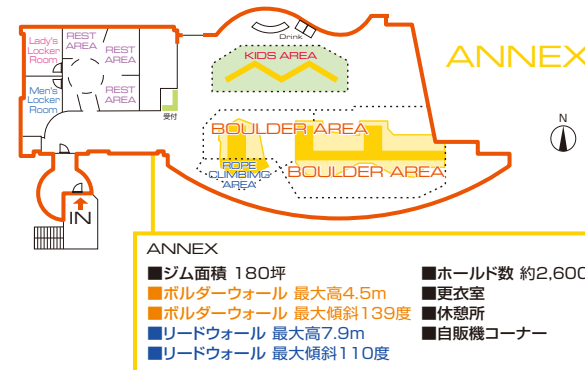 Lady's
Locker
Room
REST
AREA
REST
AREA
Men's
Locker
Room
REST
AREA
受付
Drink
KIDS AREA
ANNEX
BOULDER AREA
ROPE
CLIMBIMG
AREA
BOULDER AREA
N
IN
ANNEX
■ジム面積 180坪
■ボルダーウォール 最大高4.5m
■ボルダーウォール 最大傾斜139度
■リードウォール 最大高7.9m
■リードウォール 最大傾斜110度
■ホールド数 約2,600
■更衣室
■休憩所
■自販機コーナー